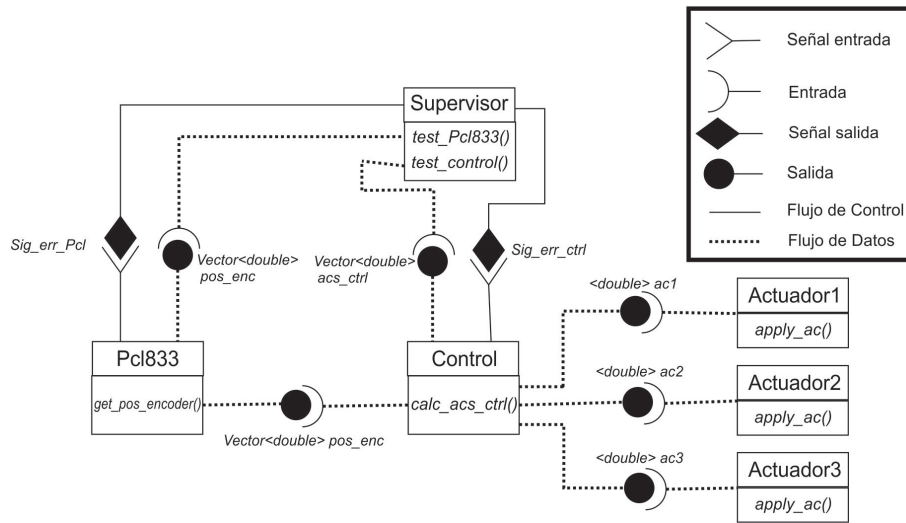 Señal entrada
Entrada
Señal salida
Salida
Flujo de Control
Flujo de Datos
Supervisor
test_Pcl833()
test_control()
Sig_err_Pcl
Vector<double>
pos_enc
Vector<double>
acs_ctrl
Sig_err_ctrl
Pcl833
get_pos_encoder()
Vector<double> pos_enc
Control
calc_acs_ctrl()
<double> ac1
Actuador1
apply_ac()
<double> ac2
Actuador2
apply_ac()
<double> ac3
Actuador3
apply_ac()